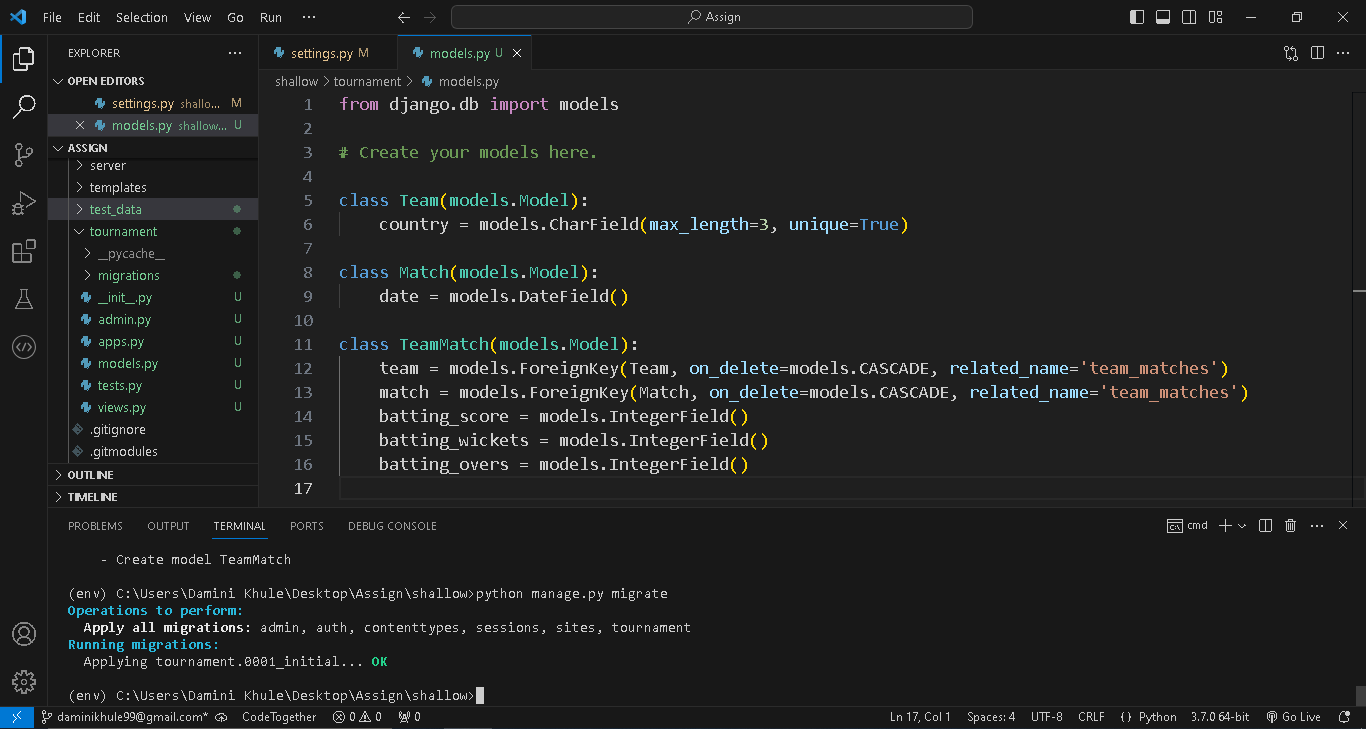 File Edit Selection View Go Run ···
Assign
EXPLORER ···
OPEN EDITORS
settings.py shallo... M
models.py shallow... U
ASSIGN
server
templates
test_data
tournament
__pycache__
migrations
__init__.py U
admin.py U
apps.py U
models.py U
tests.py U
views.py U
.gitignore
.gitmodules
OUTLINE
TIMELINE
settings.py M
models.py U
shallow > tournament > models.py
1 from django.db import models
2
3 # Create your models here.
4
5 class Team(models.Model):
6 country = models.CharField(max_length=3, unique=True)
7
8 class Match(models.Model):
9 date = models.DateField()
10
11 class TeamMatch(models.Model):
12 team = models.ForeignKey(Team, on_delete=models.CASCADE, related_name='team_matches')
13 match = models.ForeignKey(Match, on_delete=models.CASCADE, related_name='team_matches')
14 batting_score = models.IntegerField()
15 batting_wickets = models.IntegerField()
16 batting_overs = models.IntegerField()
17
PROBLEMS OUTPUT TERMINAL PORTS DEBUG CONSOLE
cmd
- Create model TeamMatch
(env) C:\Users\Damini Khule\Desktop\Assign\shallow>python manage.py migrate
Operations to perform:
Apply all migrations: admin, auth, contenttypes, sessions, sites, tournament
Running migrations:
Applying tournament.0001_initial... OK
(env) C:\Users\Damini Khule\Desktop\Assign\shallow>
daminikhule99@gmail.com* CodeTogether 0 0 0 Ln 17, Col 1 Spaces: 4 UTF-8 CRLF Python 3.7.0 64-bit Go Live